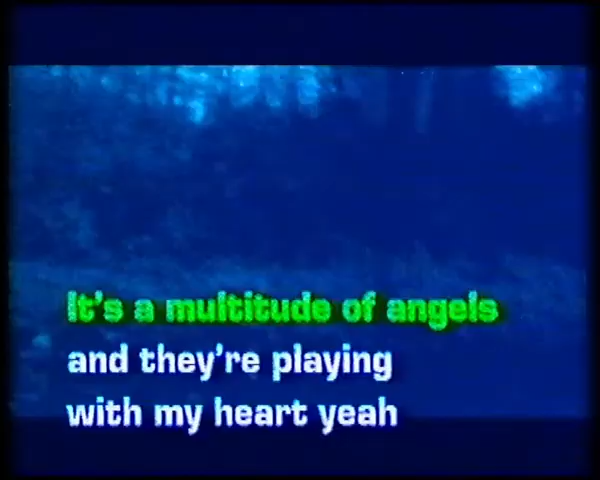 It's a multitude of angels
and they're playing
with my heart yeah